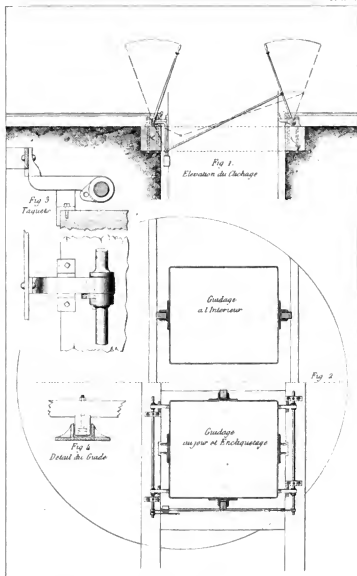 Fig 1.
Elevation du Clichage
Fig 3
Taquets
Guidage
a l'Interieur
Fig. 2.
Guidage
au jour et Encliquetage
Fig 4
Detail du Guide